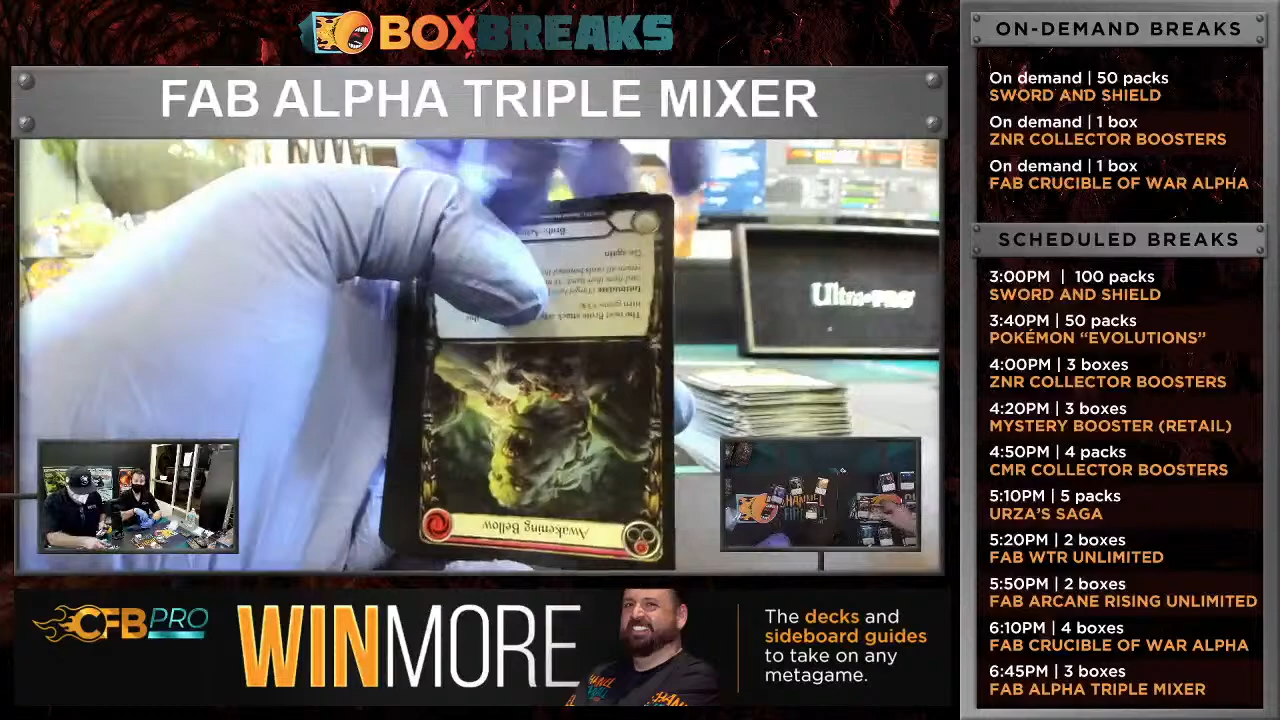 BOXBREAKS
FAB ALPHA TRIPLE MIXER
Go again
Awakening Bellow
Ultra-PRO
CFBPRO
WINMORE
The decks and
sideboard guides
to take on any
metagame.
ON-DEMAND BREAKS
On demand | 50 packs
SWORD AND SHIELD
On demand | 1 box
ZNR COLLECTOR BOOSTERS
On demand | 1 box
FAB CRUCIBLE OF WAR ALPHA
SCHEDULED BREAKS
3:00PM | 100 packs
SWORD AND SHIELD
3:40PM | 50 packs
POKÉMON “EVOLUTIONS”
4:00PM | 3 boxes
ZNR COLLECTOR BOOSTERS
4:20PM | 3 boxes
MYSTERY BOOSTER (RETAIL)
4:50PM | 4 packs
CMR COLLECTOR BOOSTERS
5:10PM | 5 packs
URZA’S SAGA
5:20PM | 2 boxes
FAB WTR UNLIMITED
5:50PM | 2 boxes
FAB ARCANE RISING UNLIMITED
6:10PM | 4 boxes
FAB CRUCIBLE OF WAR ALPHA
6:45PM | 3 boxes
FAB ALPHA TRIPLE MIXER